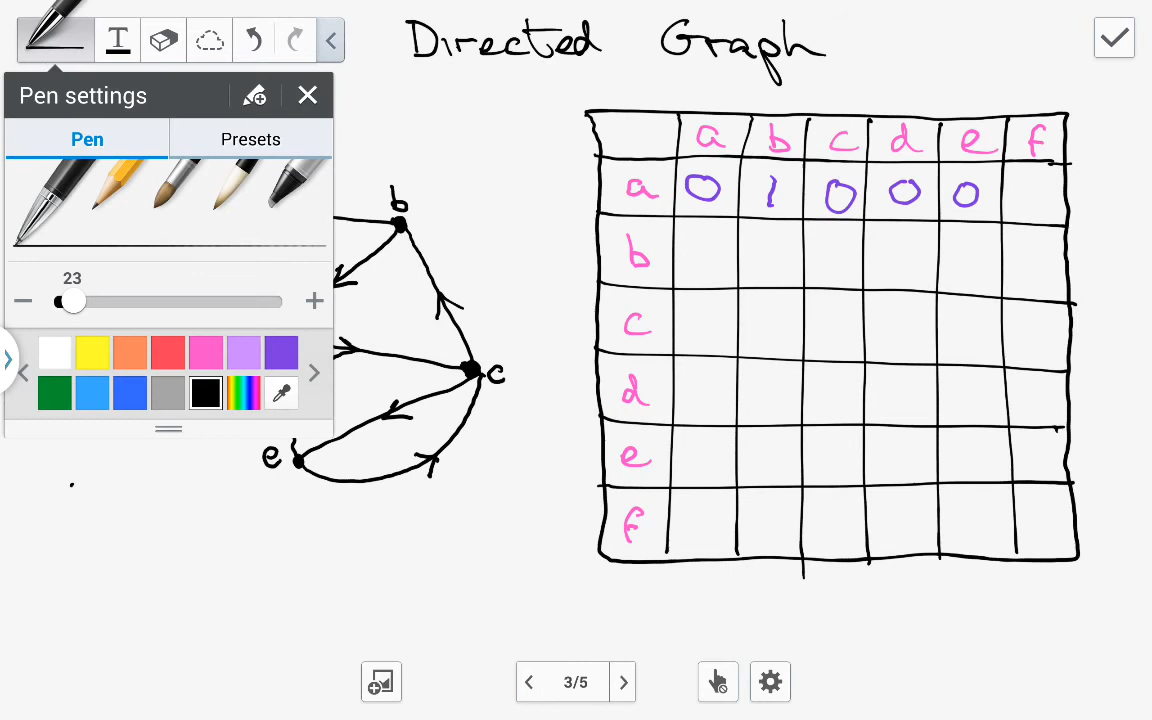 T
Directed Graph
Pen settings
Pen Presets
23
a b c d e f
a 0 1 0 0 0
b
c
d
e
f
b
c
e
3/5